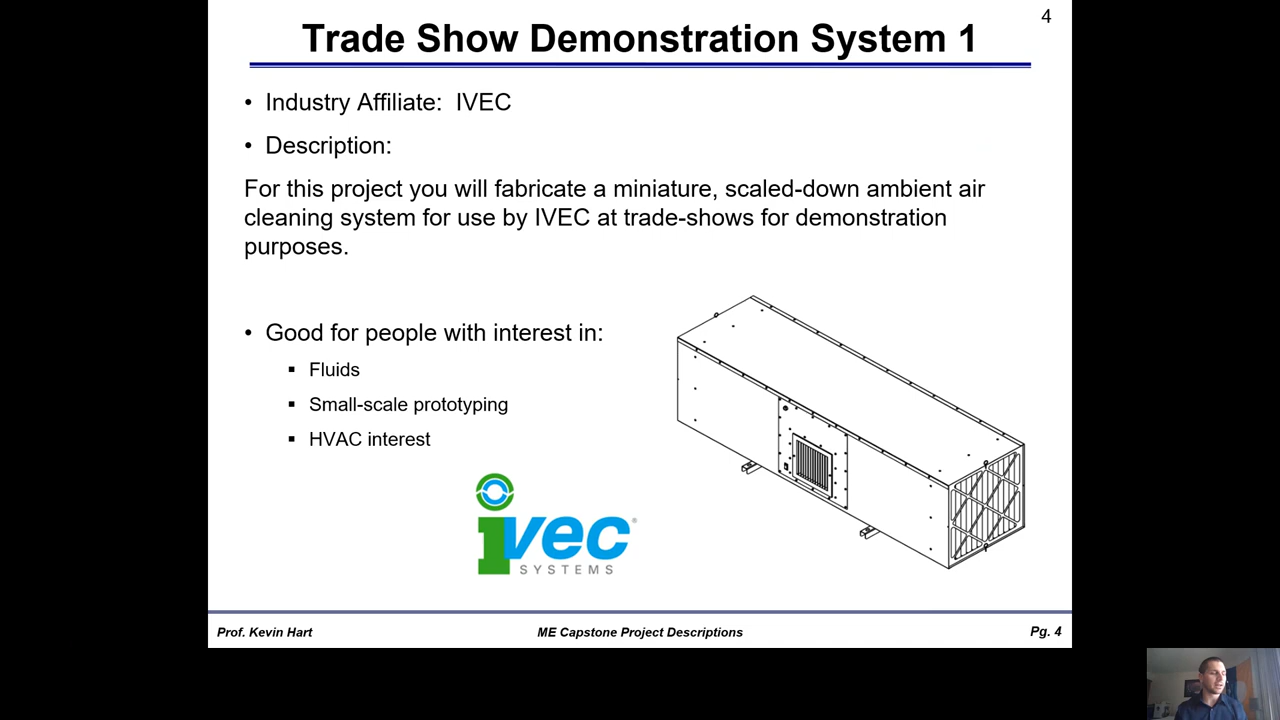 4
Trade Show Demonstration System 1
• Industry Affiliate: IVEC
• Description:
For this project you will fabricate a miniature, scaled-down ambient air
cleaning system for use by IVEC at trade-shows for demonstration
purposes.
• Good for people with interest in:
▪ Fluids
▪ Small-scale prototyping
▪ HVAC interest
ivec®
SYSTEMS
Prof. Kevin Hart
ME Capstone Project Descriptions
Pg. 4